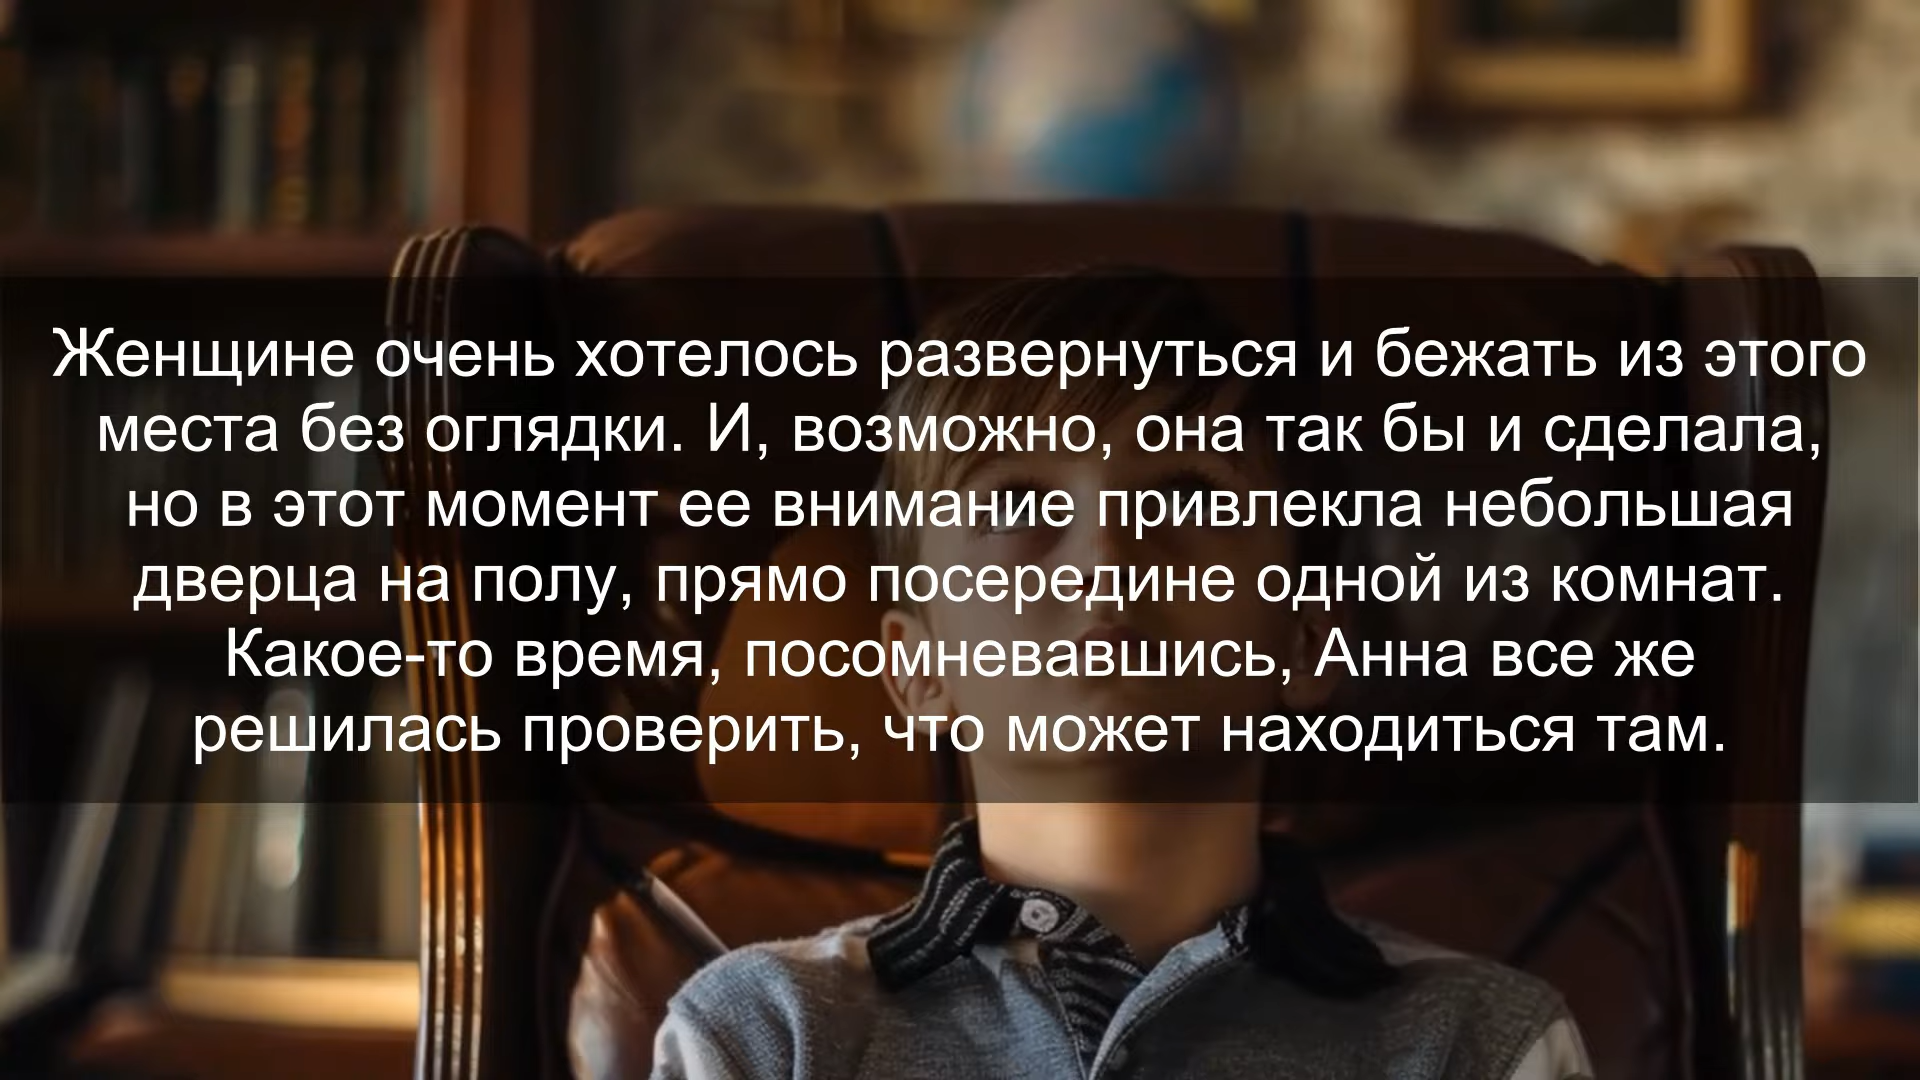 Женщине очень хотелось развернуться и бежать из этого
места без оглядки. И, возможно, она так бы и сделала,
но в этот момент ее внимание привлекла небольшая
дверца на полу, прямо посередине одной из комнат.
Какое-то время, посомневавшись, Анна все же
решилась проверить, что может находиться там.